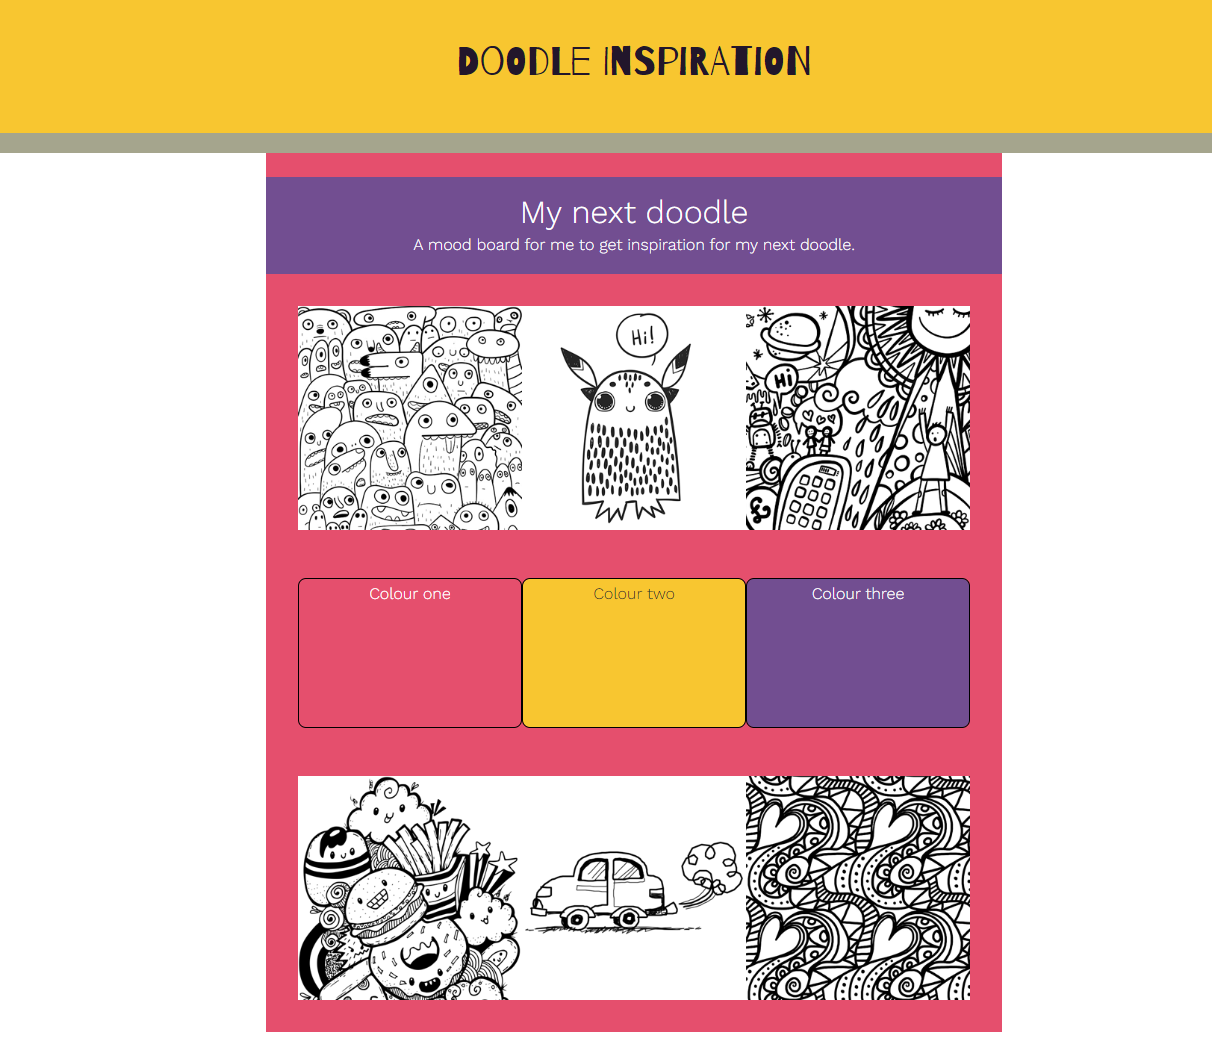 DOODLE INSPIRATION
My next doodle
A mood board for me to get inspiration for my next doodle.
Hi!
Hi
Colour one
Colour two
Colour three